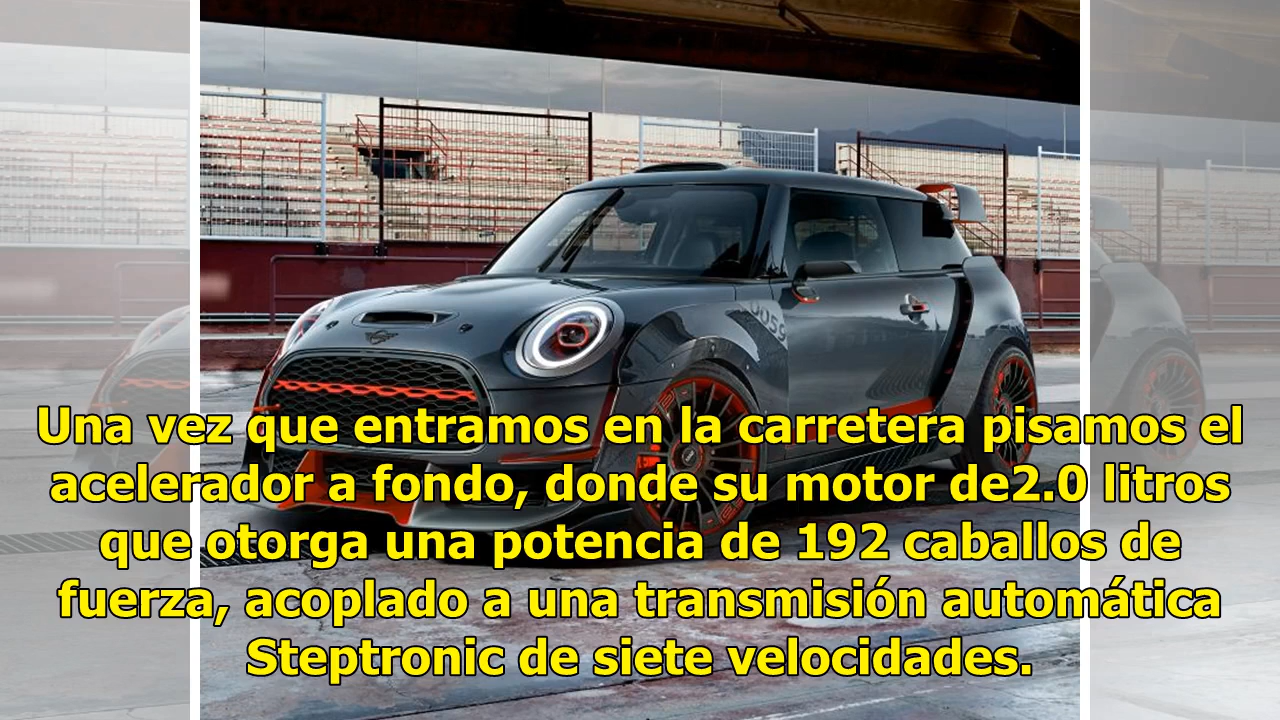 0059
Una vez que entramos en la carretera pisamos el
acelerador a fondo, donde su motor de2.0 litros
que otorga una potencia de 192 caballos de
fuerza, acoplado a una transmisión automática
Steptronic de siete velocidades.